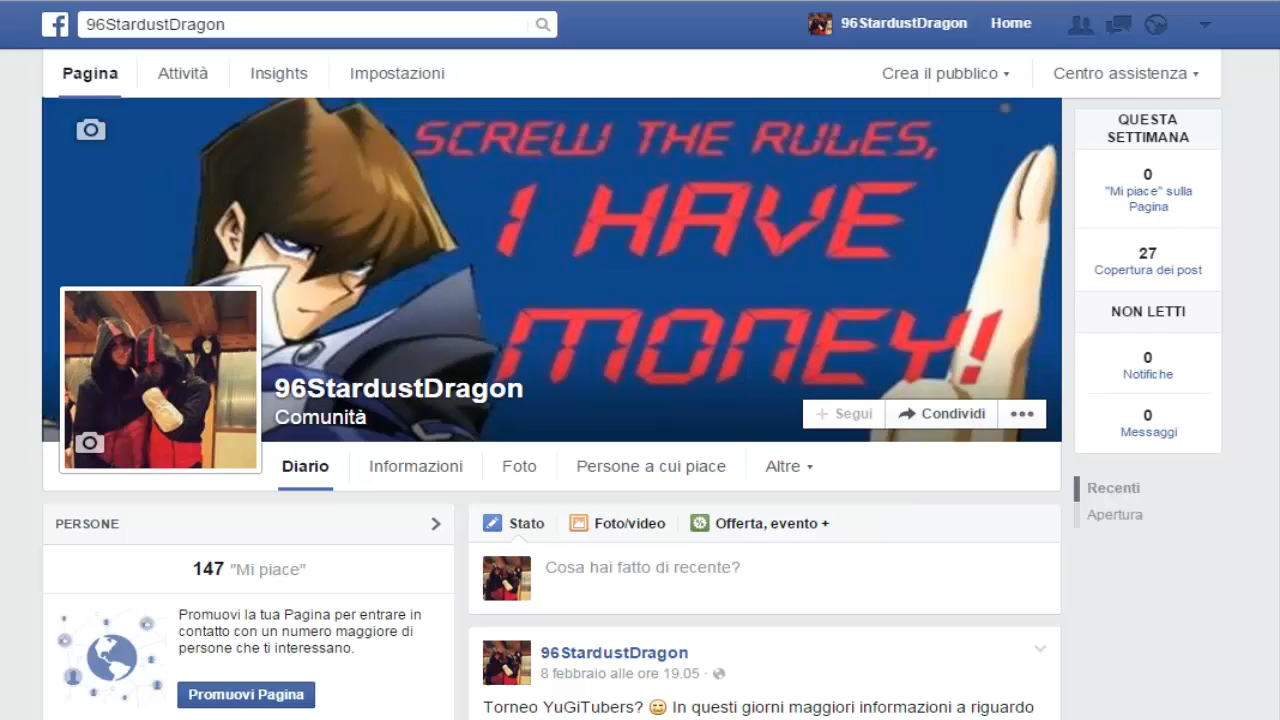 96StardustDragon
96StardustDragon Home
Pagina Attività Insights Impostazioni Crea il pubblico Centro assistenza
SCREW THE RULES,
I HAVE
MONEY!
96StardustDragon
Comunità
+ Segui Condividi
Diario Informazioni Foto Persone a cui piace Altre
QUESTA
SETTIMANA
0
"Mi piace" sulla
Pagina
27
Copertura dei post
NON LETTI
0
Notifiche
0
Messaggi
Recenti
Apertura
PERSONE
147 "Mi piace"
Promuovi la tua Pagina per entrare in
contatto con un numero maggiore di
persone che ti interessano.
Promuovi Pagina
Stato Foto/video Offerta, evento +
Cosa hai fatto di recente?
96StardustDragon
8 febbraio alle ore 19.05 ·
Torneo YuGiTubers? 😀 In questi giorni maggiori informazioni a riguardo